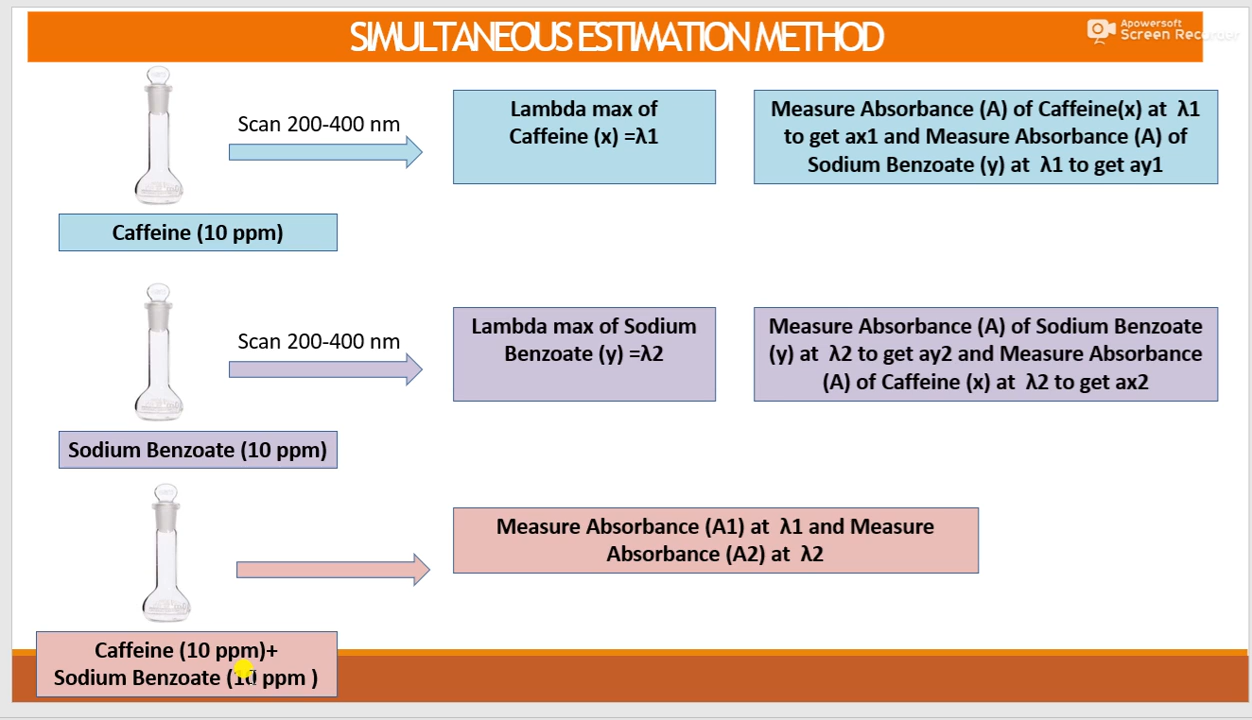 SIMULTANEOUS ESTIMATION METHOD
Apowersoft
Screen Recorder
Scan 200-400 nm
Lambda max of
Caffeine (x) =λ1
Measure Absorbance (A) of Caffeine(x) at λ1
to get ax1 and Measure Absorbance (A) of
Sodium Benzoate (y) at λ1 to get ay1
Caffeine (10 ppm)
Scan 200-400 nm
Lambda max of Sodium
Benzoate (y) =λ2
Measure Absorbance (A) of Sodium Benzoate
(y) at λ2 to get ay2 and Measure Absorbance
(A) of Caffeine (x) at λ2 to get ax2
Sodium Benzoate (10 ppm)
Measure Absorbance (A1) at λ1 and Measure
Absorbance (A2) at λ2
Caffeine (10 ppm)+
Sodium Benzoate (10 ppm )